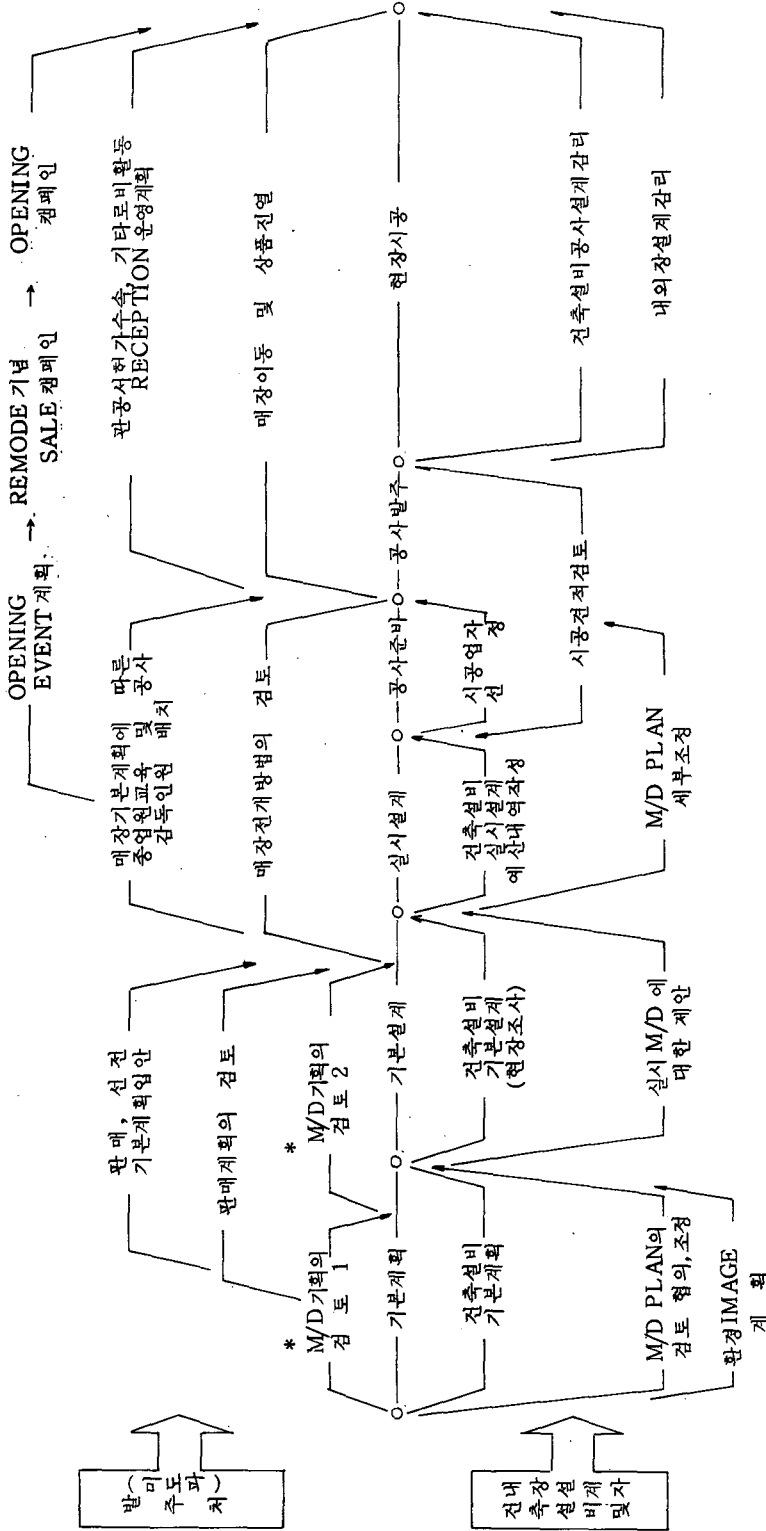 OPENING
EVENT 계획
→ REMODE 기념
SALE 캠페인
→ OPENING
캠페인
판매, 선전
기본계획입안
매장기본계획에 따른
종업원교육 및 공사
감독인원 배치
관공서허가수속, 기타로비활동
RECEPTION 운영계획
판매계획의 검토
매장전개방법의 검토
매장이동 및 상품진열
*
M/D기획의
검토 1
*
M/D기획의
검토 2
기본계획
기본설계
실시설계
공사준비
공사발주
현장시공
건축설비
기본계획
건축설비
기본설계
(현장조사)
건축설비
실시설계
예산내역작성
시공업자
선정
건축설비공사설계감리
시공견적검토
M/D PLAN의
검토 협의,조정
실시 M/D에
대한 제안
M/D PLAN
세부조정
내외장설계감리
환경IMAGE
계획
발주처
(미도파)
건축설비 및
내장설계자